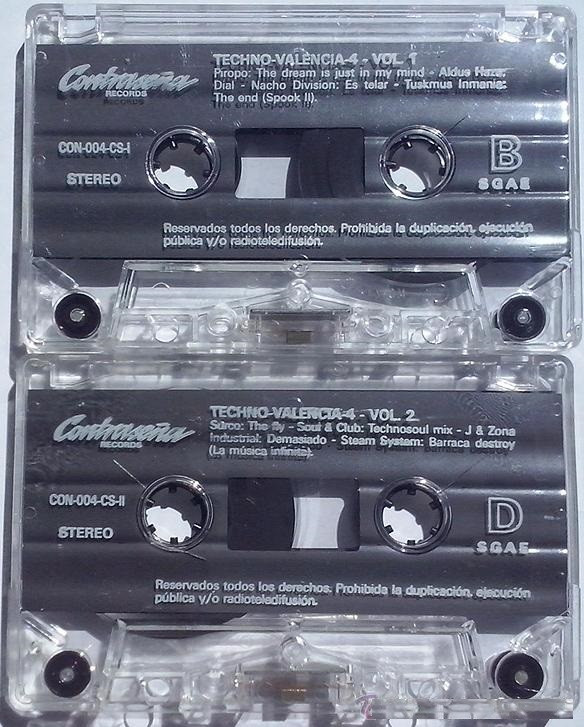 TECHNO-VALENCIA-4 - VOL. 1
Piropo: The dream is just in my mind - Aldus Haza:
Dial - Nacho Division: Es telar - Tuskmus Inmania:
The end (Spook II).
Contraseña
RECORDS
CON-004-CS-I
STEREO
B
SGAE
Reservados todos los derechos. Prohibida la duplicación, ejecución
pública y/o radioteledifusión.
TECHNO-VALENCIA-4 - VOL. 2
Surco: The fly - Soul & Club: Technosoul mix - J & Zona
Industrial: Demasiado - Steam System: Barraca destroy
(La música infinita).
Contraseña
RECORDS
CON-004-CS-II
STEREO
D
SGAE
Reservados todos los derechos. Prohibida la duplicación, ejecución
pública y/o radioteledifusión.